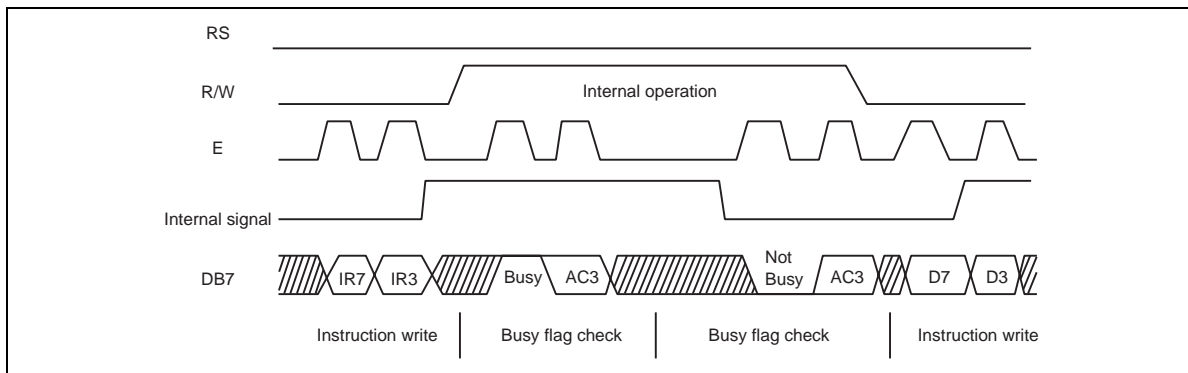 RS
R/W
Internal operation
E
Internal signal
DB7
IR7
IR3
Busy
AC3
Not
Busy
AC3
D7
D3
Instruction write
Busy flag check
Busy flag check
Instruction write